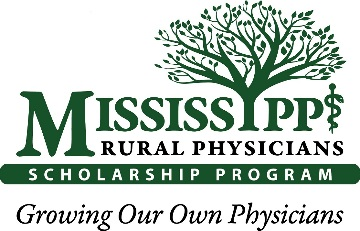 MISSISSIPPI
RURAL PHYSICIANS
SCHOLARSHIP PROGRAM
Growing Our Own Physicians